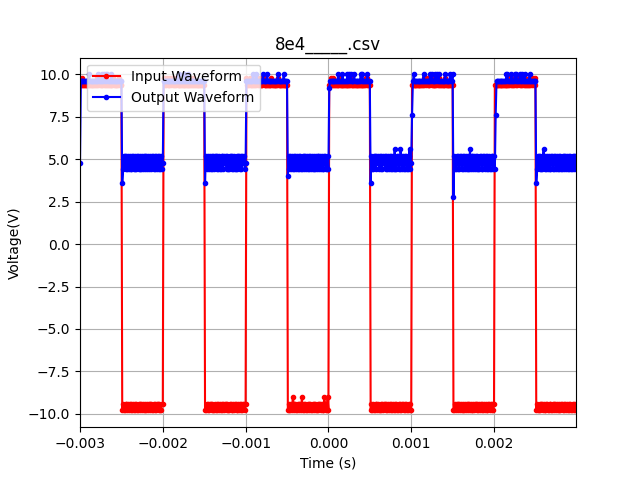 8e4_____.csv
Input Waveform
Output Waveform
Voltage(V)
10.0
7.5
5.0
2.5
0.0
−2.5
−5.0
−7.5
−10.0
−0.003 −0.002 −0.001 0.000 0.001 0.002
Time (s)